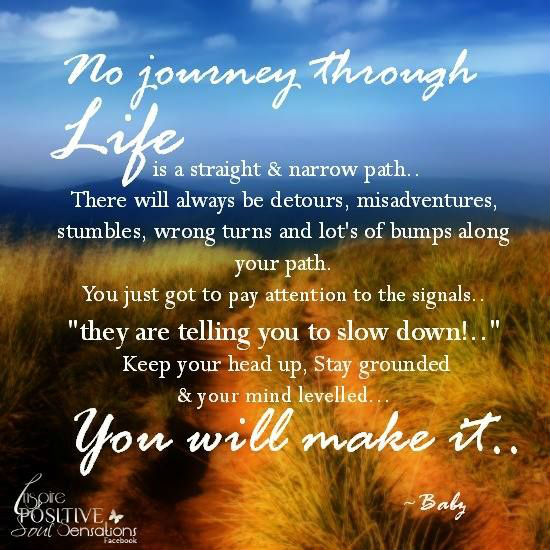 No journey through
Life
is a straight & narrow path..
There will always be detours, misadventures,
stumbles, wrong turns and lot's of bumps along
your path.
You just got to pay attention to the signals..
"they are telling you to slow down!.."
Keep your head up, Stay grounded
& your mind levelled...
You will make it..
~Baby
Inspire
POSITIVE
Soul Sensations
Facebook